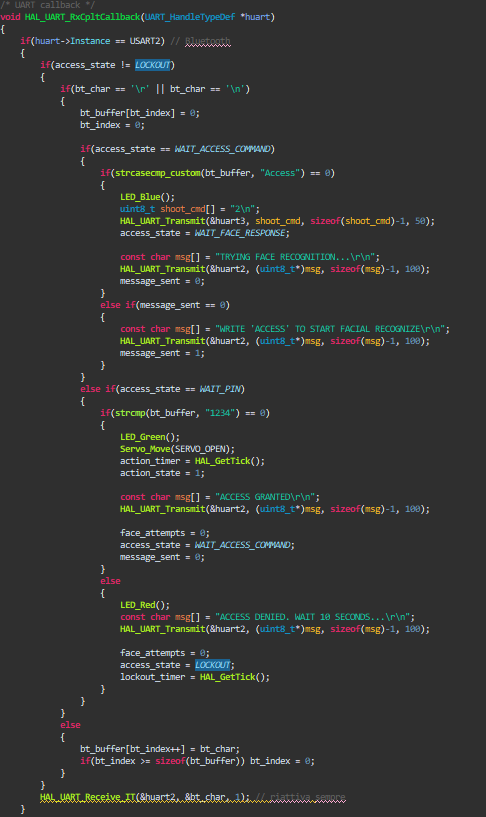 /* UART callback */
void HAL_UART_RxCpltCallback(UART_HandleTypeDef *huart)
{
    if(huart->Instance == USART2) // Bluetooth
    {
        if(access_state != LOCKOUT)
        {
            if(bt_char == '\r' || bt_char == '\n')
            {
                bt_buffer[bt_index] = 0;
                bt_index = 0;

                if(access_state == WAIT_ACCESS_COMMAND)
                {
                    if(strcasecmp_custom(bt_buffer, "Access") == 0)
                    {
                        LED_Blue();
                        uint8_t shoot_cmd[] = "2\n";
                        HAL_UART_Transmit(&huart3, shoot_cmd, sizeof(shoot_cmd)-1, 50);
                        access_state = WAIT_FACE_RESPONSE;

                        const char msg[] = "TRYING FACE RECOGNITION...\r\n";
                        HAL_UART_Transmit(&huart2, (uint8_t*)msg, sizeof(msg)-1, 100);
                        message_sent = 0;
                    }
                    else if(message_sent == 0)
                    {
                        const char msg[] = "WRITE 'ACCESS' TO START FACIAL RECOGNIZE\r\n";
                        HAL_UART_Transmit(&huart2, (uint8_t*)msg, sizeof(msg)-1, 100);
                        message_sent = 1;
                    }
                }
                else if(access_state == WAIT_PIN)
                {
                    if(strcmp(bt_buffer, "1234") == 0)
                    {
                        LED_Green();
                        Servo_Move(SERVO_OPEN);
                        action_timer = HAL_GetTick();
                        action_state = 1;

                        const char msg[] = "ACCESS GRANTED\r\n";
                        HAL_UART_Transmit(&huart2, (uint8_t*)msg, sizeof(msg)-1, 100);

                        face_attempts = 0;
                        access_state = WAIT_ACCESS_COMMAND;
                        message_sent = 0;
                    }
                    else
                    {
                        LED_Red();
                        const char msg[] = "ACCESS DENIED. WAIT 10 SECONDS...\r\n";
                        HAL_UART_Transmit(&huart2, (uint8_t*)msg, sizeof(msg)-1, 100);

                        face_attempts = 0;
                        access_state = LOCKOUT;
                        lockout_timer = HAL_GetTick();
                    }
                }
            }
            else
            {
                bt_buffer[bt_index++] = bt_char;
                if(bt_index >= sizeof(bt_buffer)) bt_index = 0;
            }
        }
        HAL_UART_Receive_IT(&huart2, &bt_char, 1); // riattiva sempre
    }